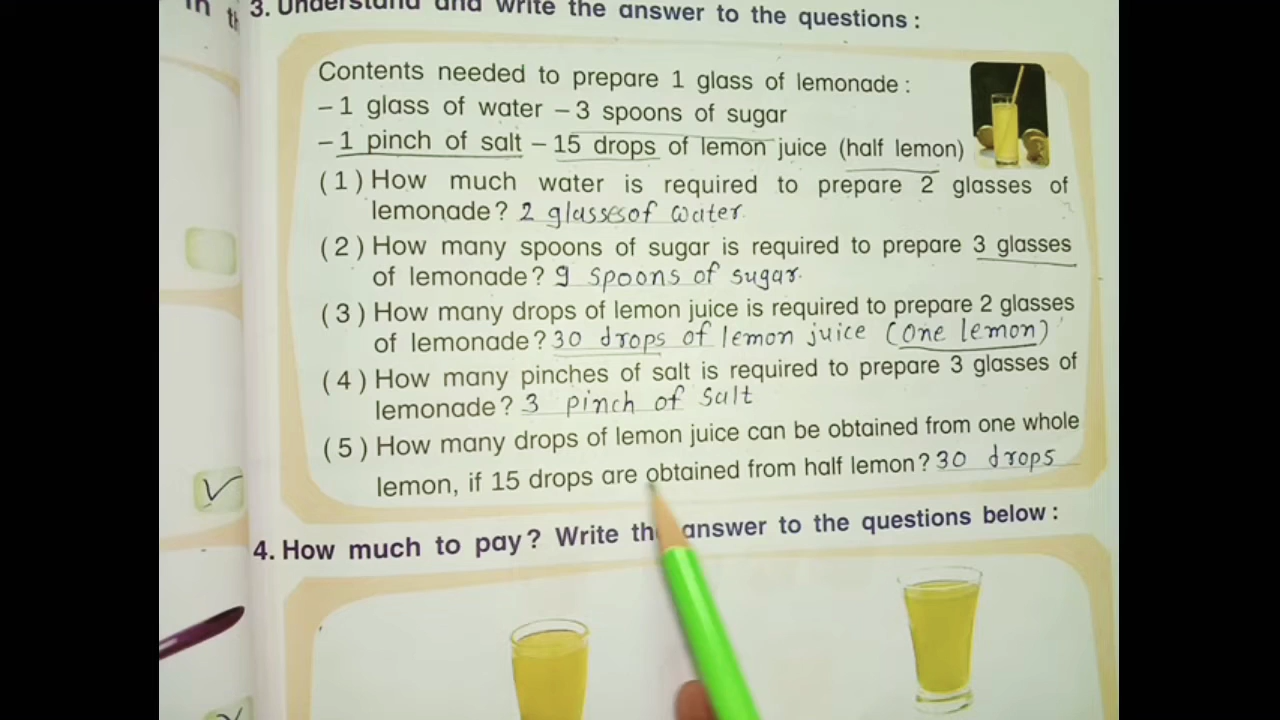 3. Understand and write the answer to the questions :
Contents needed to prepare 1 glass of lemonade :
– 1 glass of water – 3 spoons of sugar
– 1 pinch of salt – 15 drops of lemon juice (half lemon)
(1) How much water is required to prepare 2 glasses of
lemonade? 2 glasses of water.
(2) How many spoons of sugar is required to prepare 3 glasses
of lemonade? 9 spoons of sugar.
(3) How many drops of lemon juice is required to prepare 2 glasses
of lemonade? 30 drops of lemon juice (one lemon)
(4) How many pinches of salt is required to prepare 3 glasses of
lemonade? 3 pinch of salt
(5) How many drops of lemon juice can be obtained from one whole
lemon, if 15 drops are obtained from half lemon? 30 drops
4. How much to pay? Write the answer to the questions below :